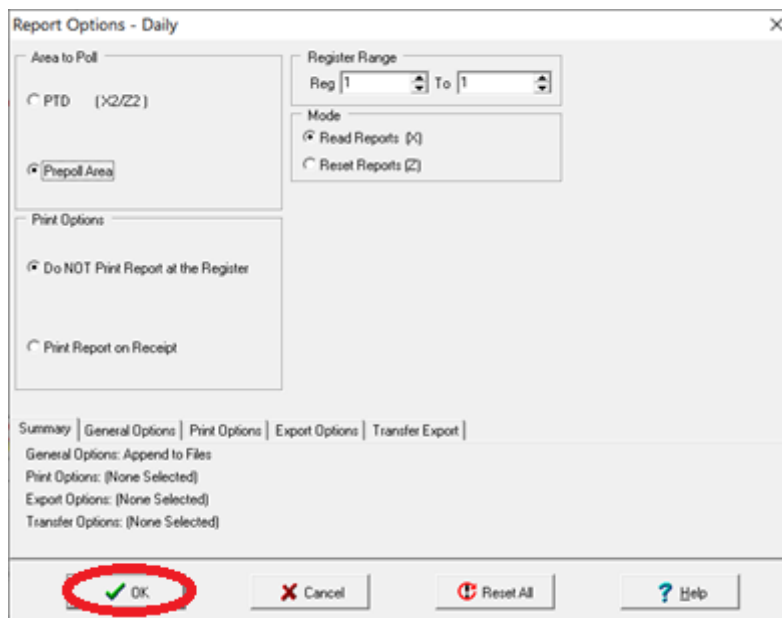 Report Options - Daily
Area to Poll
PTD (X2/Z2)
Prepoll Area
Register Range
Reg 1 To 1
Mode
Read Reports (X)
Reset Reports (Z)
Print Options
Do NOT Print Report at the Register
Print Report on Receipt
Summary General Options Print Options Export Options Transfer Export
General Options: Append to Files
Print Options: (None Selected)
Export Options: (None Selected)
Transfer Options: (None Selected)
OK Cancel Reset All Help